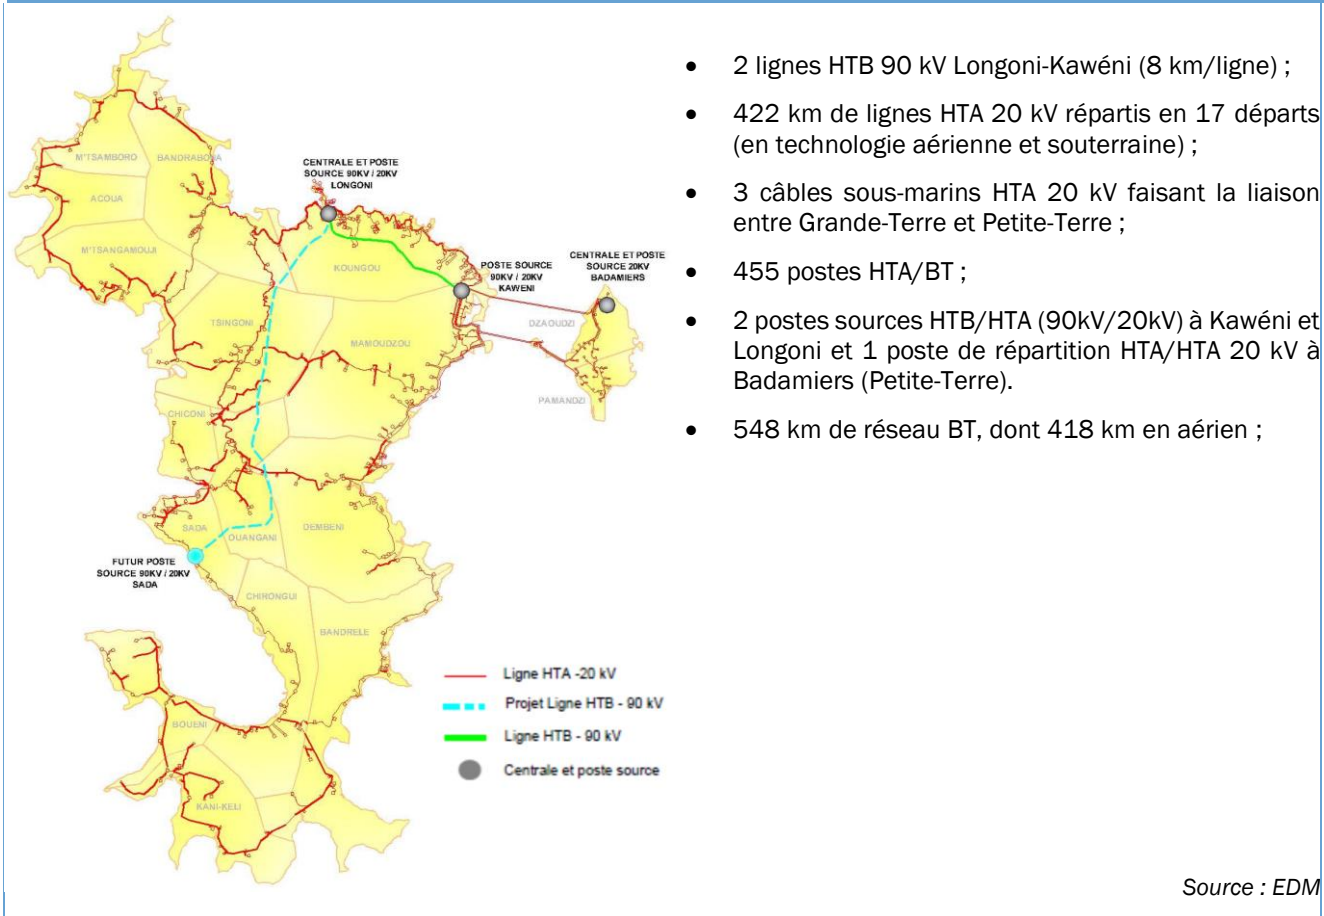 M'TSAMBORO
BANDRABOUA
ACOUA
M'TSANGAMOUJI
CENTRALE ET POSTE
SOURCE 90KV / 20KV
LONGONI
KOUNGOU
POSTE SOURCE
90KV / 20KV
KAWENI
CENTRALE ET POSTE
SOURCE 20KV
BADAMIERS
DZAOUDZI
TSINGONI
MAMOUDZOU
PAMANDZI
CHICONI
SADA
OUANGANI
DEMBENI
FUTUR POSTE
SOURCE 90KV / 20KV
SADA
CHIRONGUI
BANDRELE
BOUENI
KANI-KELI
Ligne HTA -20 kV
Projet Ligne HTB - 90 kV
Ligne HTB - 90 kV
Centrale et poste source
• 2 lignes HTB 90 kV Longoni-Kawéni (8 km/ligne) ;
• 422 km de lignes HTA 20 kV répartis en 17 départs
(en technologie aérienne et souterraine) ;
• 3 câbles sous-marins HTA 20 kV faisant la liaison
entre Grande-Terre et Petite-Terre ;
• 455 postes HTA/BT ;
• 2 postes sources HTB/HTA (90kV/20kV) à Kawéni et
Longoni et 1 poste de répartition HTA/HTA 20 kV à
Badamiers (Petite-Terre).
• 548 km de réseau BT, dont 418 km en aérien ;
Source : EDM